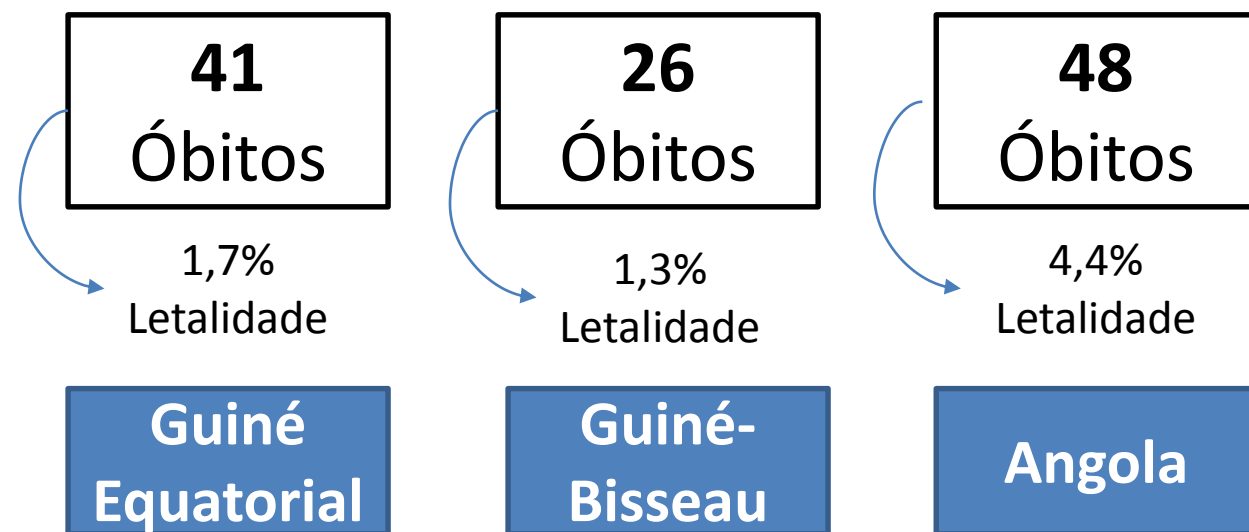 41
Óbitos
1,7%
Letalidade
Guiné
Equatorial
26
Óbitos
1,3%
Letalidade
Guiné-
Bisseau
48
Óbitos
4,4%
Letalidade
Angola